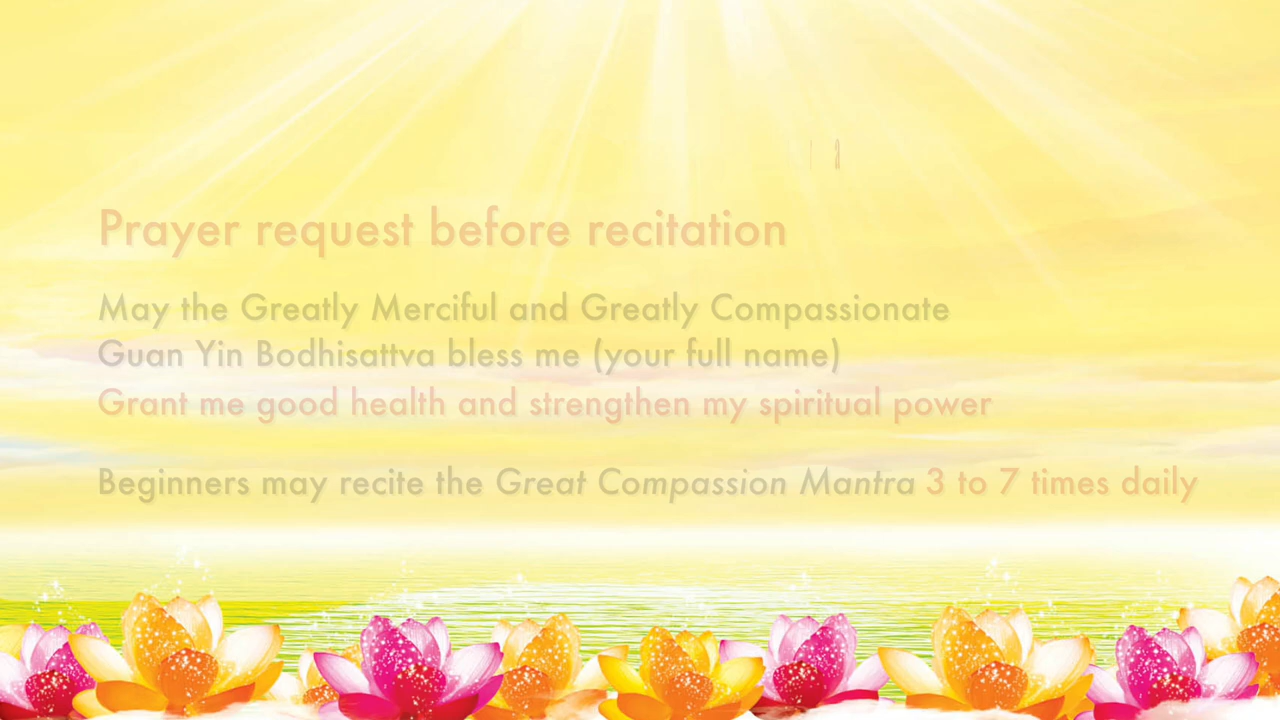 Prayer request before recitation
May the Greatly Merciful and Greatly Compassionate
Guan Yin Bodhisattva bless me (your full name)
Grant me good health and strengthen my spiritual power
Beginners may recite the Great Compassion Mantra 3 to 7 times daily